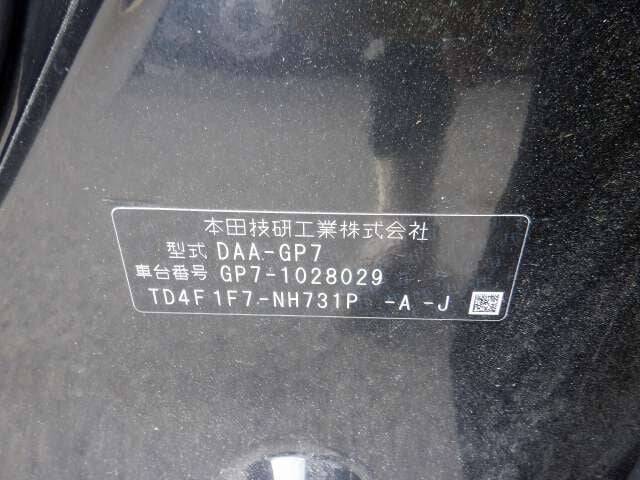 本田技研工業株式会社
型式 DAA-GP7
車台番号 GP7-1028029
TD4F1F7-NH731P -A -J